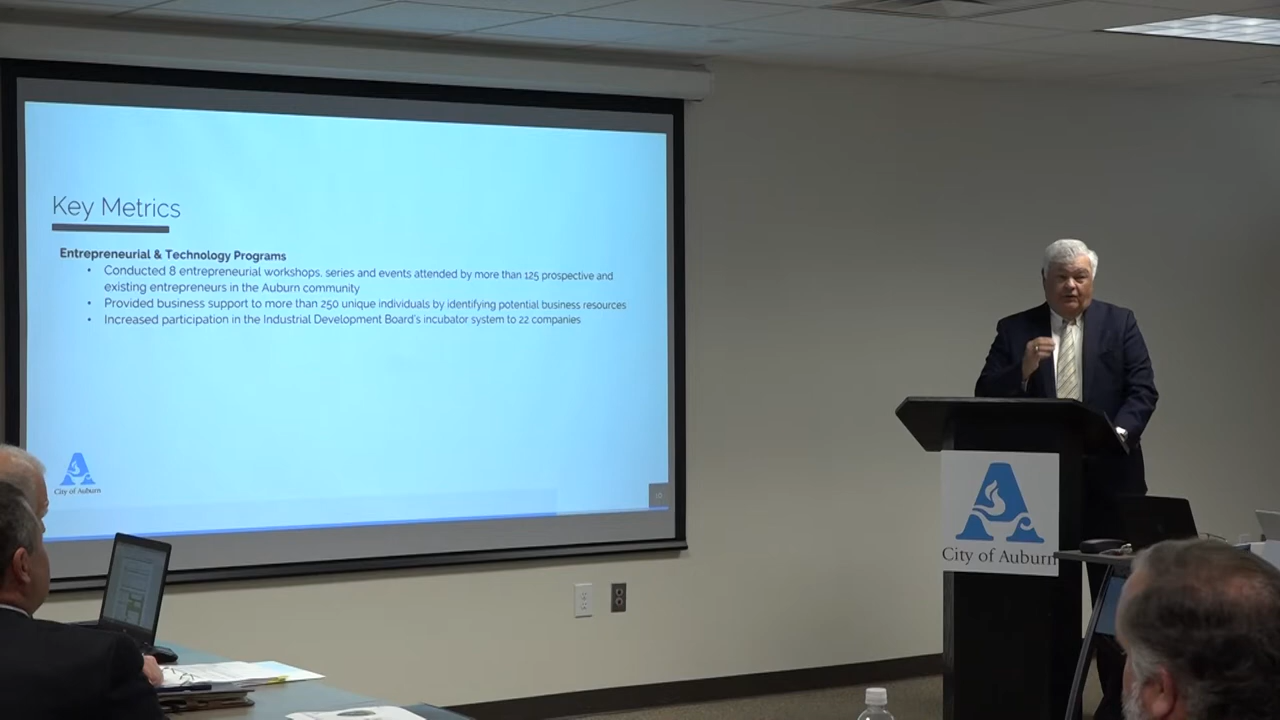 Key Metrics
Entrepreneurial & Technology Programs
• Conducted 8 entrepreneurial workshops, series and events attended by more than 125 prospective and
existing entrepreneurs in the Auburn community
• Provided business support to more than 250 unique individuals by identifying potential business resources
• Increased participation in the Industrial Development Board's incubator system to 22 companies
City of Auburn
City of Auburn